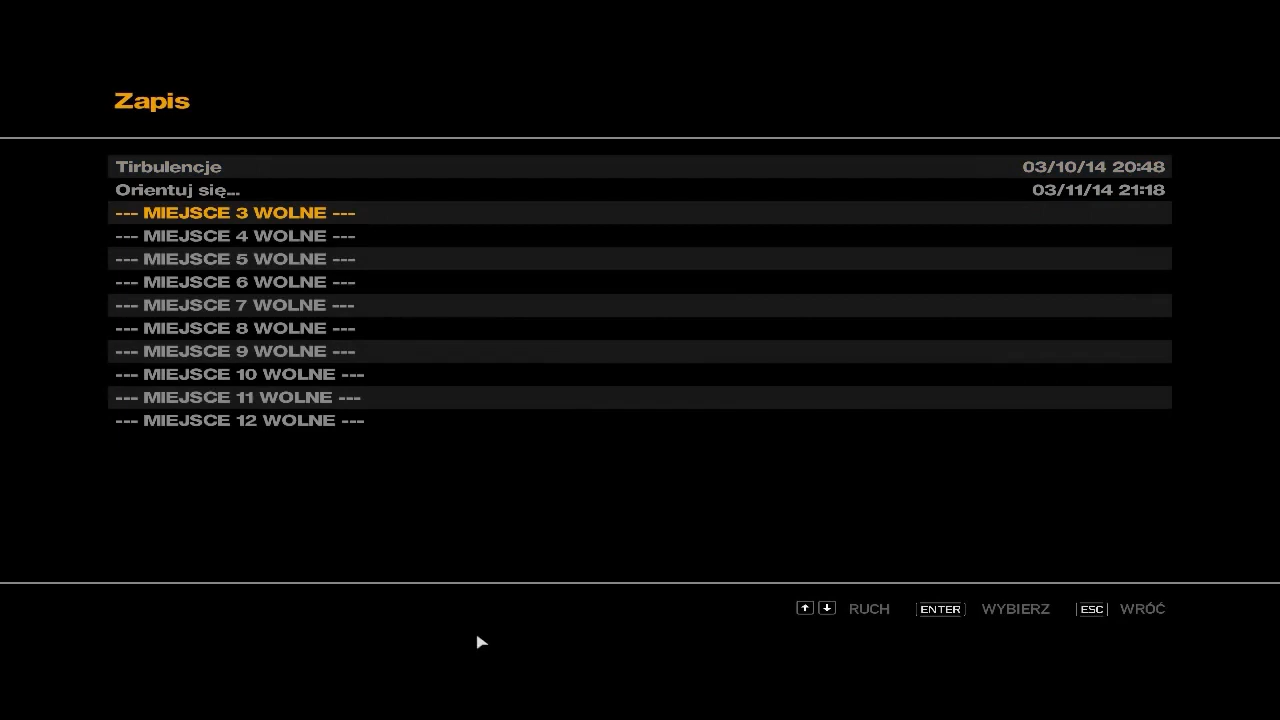 Zapis
Tirbulencje 03/10/14 20:48
Orientuj się... 03/11/14 21:18
--- MIEJSCE 3 WOLNE ---
--- MIEJSCE 4 WOLNE ---
--- MIEJSCE 5 WOLNE ---
--- MIEJSCE 6 WOLNE ---
--- MIEJSCE 7 WOLNE ---
--- MIEJSCE 8 WOLNE ---
--- MIEJSCE 9 WOLNE ---
--- MIEJSCE 10 WOLNE ---
--- MIEJSCE 11 WOLNE ---
--- MIEJSCE 12 WOLNE ---
RUCH ENTER WYBIERZ ESC WRÓĆ